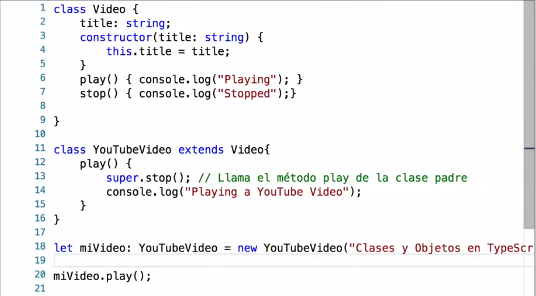 1 class Video {
2 title: string;
3 constructor(title: string) {
4 this.title = title;
5 }
6 play() { console.log("Playing"); }
7 stop() { console.log("Stopped");}
8
9 }
10
11 class YouTubeVideo extends Video{
12 play() {
13 super.stop(); // Llama el método play de la clase padre
14 console.log("Playing a YouTube Video");
15 }
16 }
17
18 let miVideo: YouTubeVideo = new YouTubeVideo("Clases y Objetos en TypeScr
19
20 miVideo.play();
21